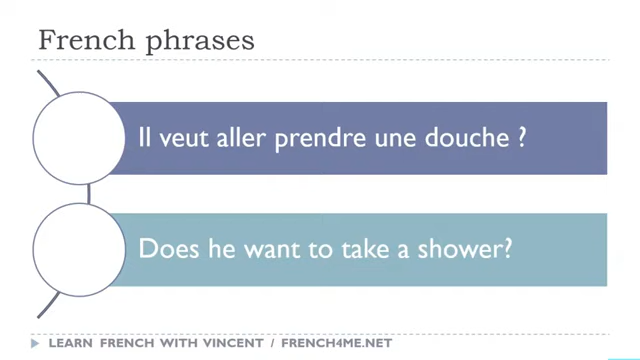 French phrases
Il veut aller prendre une douche ?
Does he want to take a shower?
LEARN FRENCH WITH VINCENT / FRENCH4ME.NET